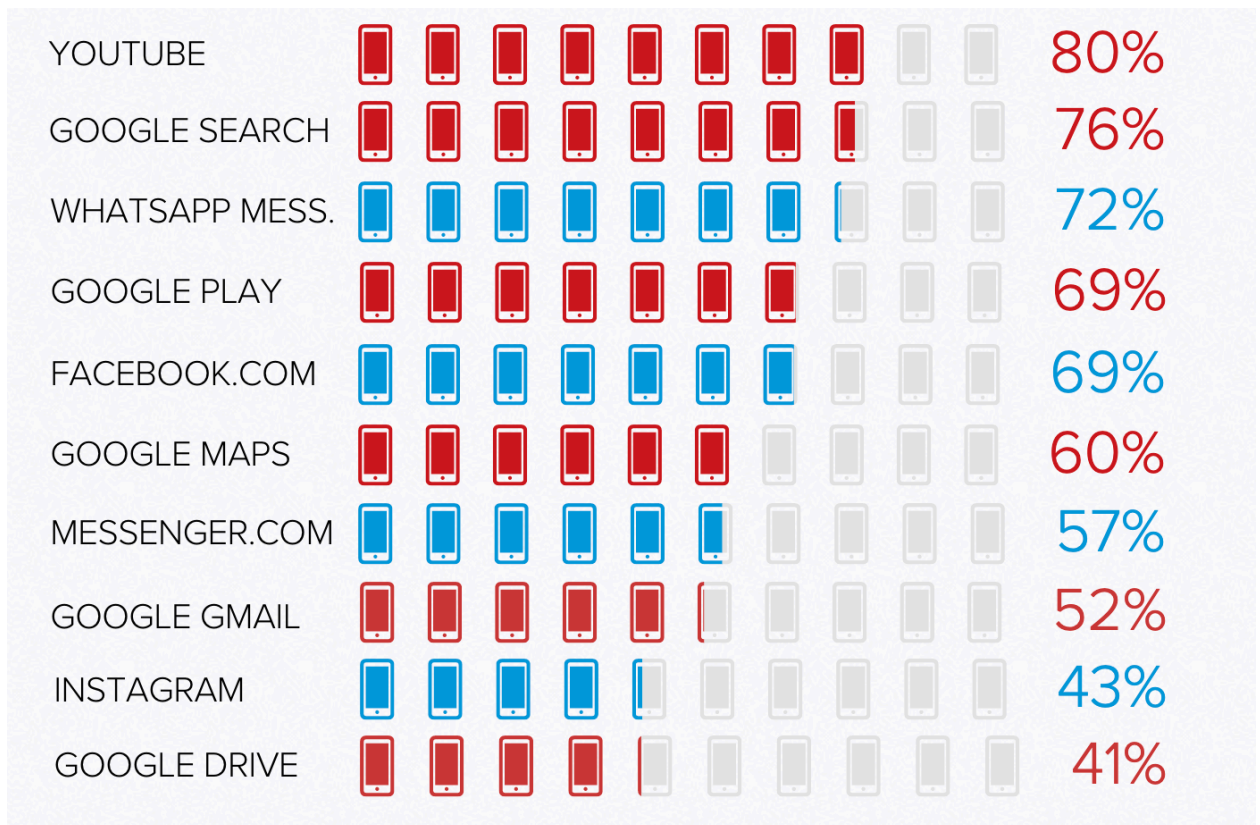 YOUTUBE 80%
GOOGLE SEARCH 76%
WHATSAPP MESS. 72%
GOOGLE PLAY 69%
FACEBOOK.COM 69%
GOOGLE MAPS 60%
MESSENGER.COM 57%
GOOGLE GMAIL 52%
INSTAGRAM 43%
GOOGLE DRIVE 41%